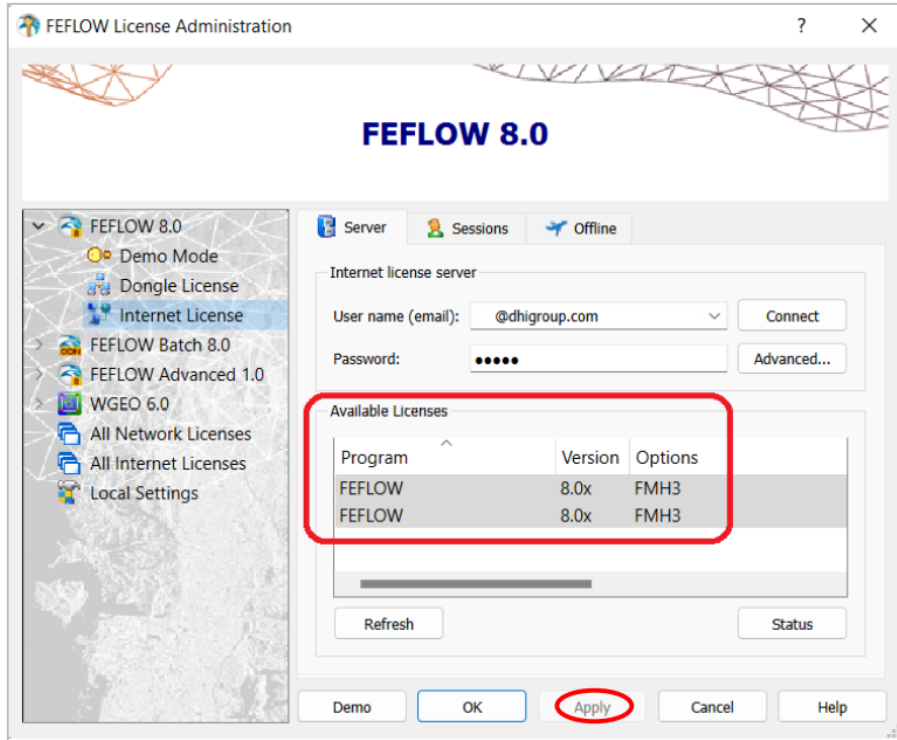 FEFLOW License Administration
?
FEFLOW 8.0
FEFLOW 8.0
Demo Mode
Dongle License
Internet License
FEFLOW Batch 8.0
FEFLOW Advanced 1.0
WGEO 6.0
All Network Licenses
All Internet Licenses
Local Settings
Server Sessions Offline
Internet license server
User name (email): @dhigroup.com Connect
Password: ●●●●● Advanced...
Available Licenses
Program Version Options
FEFLOW 8.0x FMH3
FEFLOW 8.0x FMH3
Refresh Status
Demo OK Apply Cancel Help